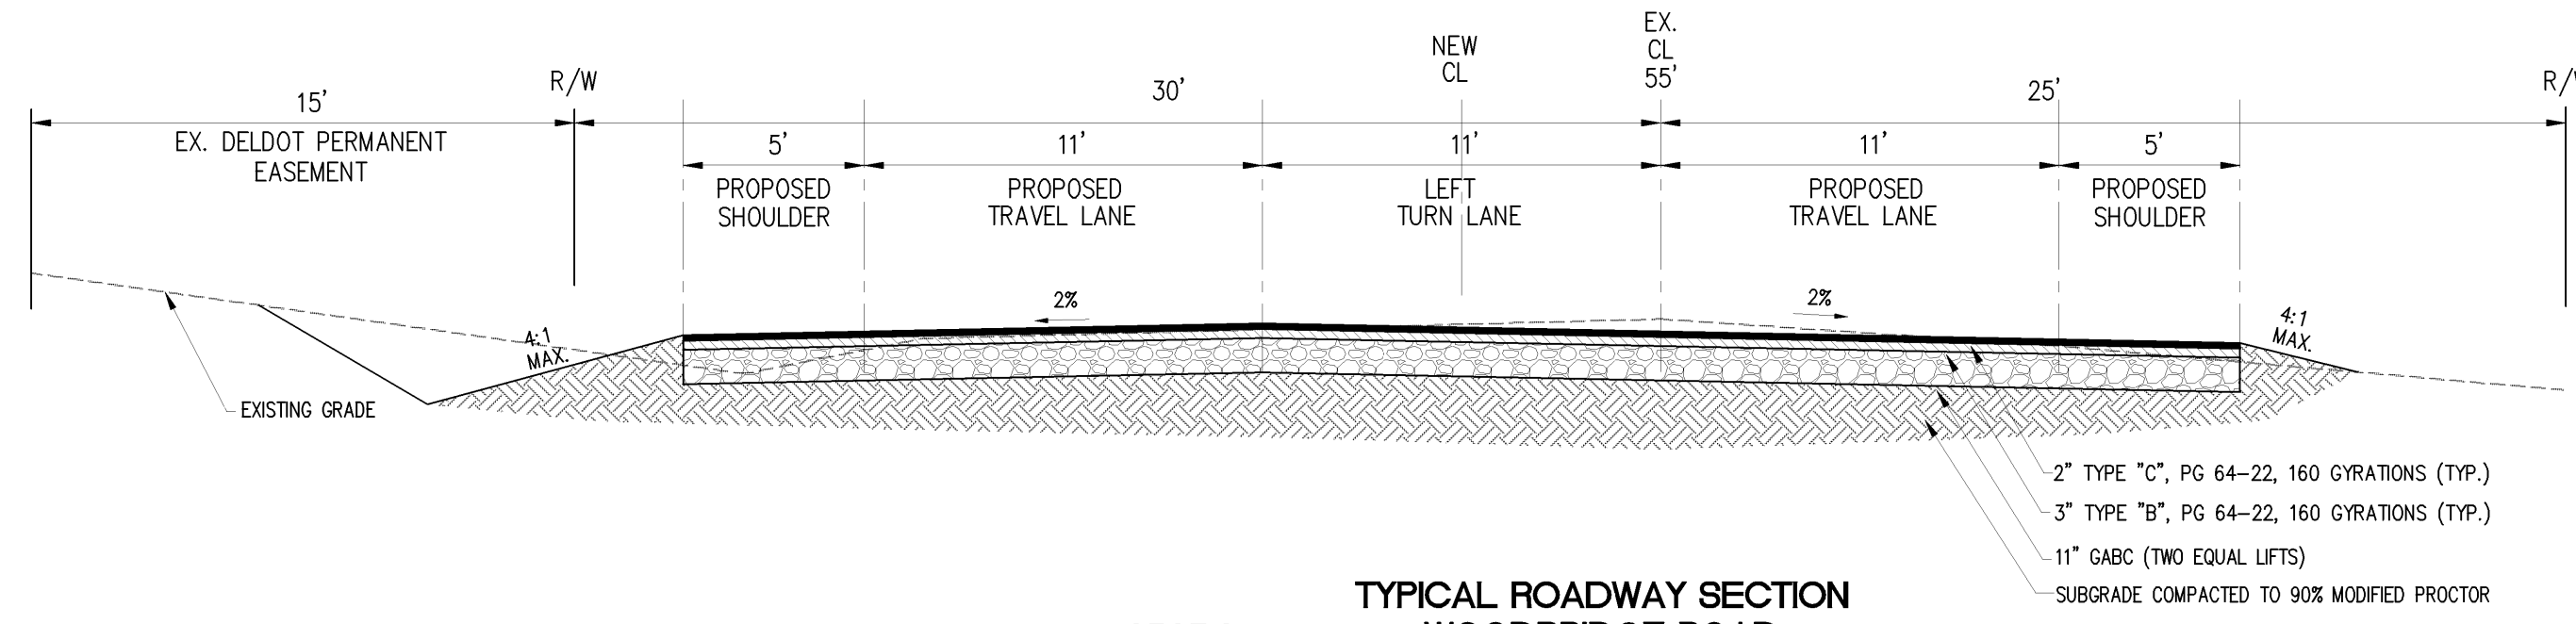 EX.
CL
55'
NEW
CL
R/W
R/
15'
30'
25'
EX. DELDOT PERMANENT
EASEMENT
5'
11'
11'
11'
5'
PROPOSED
SHOULDER
PROPOSED
TRAVEL LANE
LEFT
TURN LANE
PROPOSED
TRAVEL LANE
PROPOSED
SHOULDER
2%
2%
4:1
MAX.
4:1
MAX.
EXISTING GRADE
2" TYPE "C", PG 64-22, 160 GYRATIONS (TYP.)
3" TYPE "B", PG 64-22, 160 GYRATIONS (TYP.)
11" GABC (TWO EQUAL LIFTS)
SUBGRADE COMPACTED TO 90% MODIFIED PROCTOR
TYPICAL ROADWAY SECTION